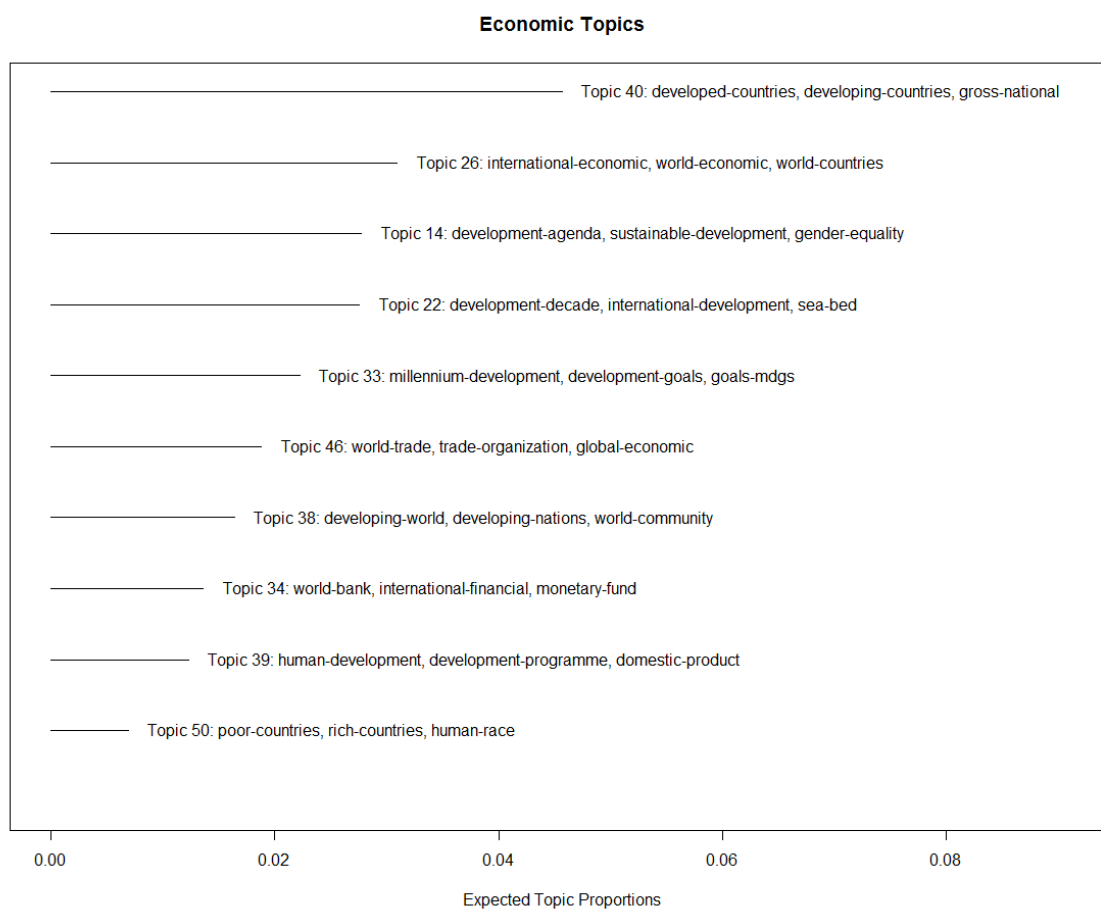 Economic Topics
Topic 40: developed-countries, developing-countries, gross-national
Topic 26: international-economic, world-economic, world-countries
Topic 14: development-agenda, sustainable-development, gender-equality
Topic 22: development-decade, international-development, sea-bed
Topic 33: millennium-development, development-goals, goals-mdgs
Topic 46: world-trade, trade-organization, global-economic
Topic 38: developing-world, developing-nations, world-community
Topic 34: world-bank, international-financial, monetary-fund
Topic 39: human-development, development-programme, domestic-product
Topic 50: poor-countries, rich-countries, human-race
0.00 0.02 0.04 0.06 0.08
Expected Topic Proportions